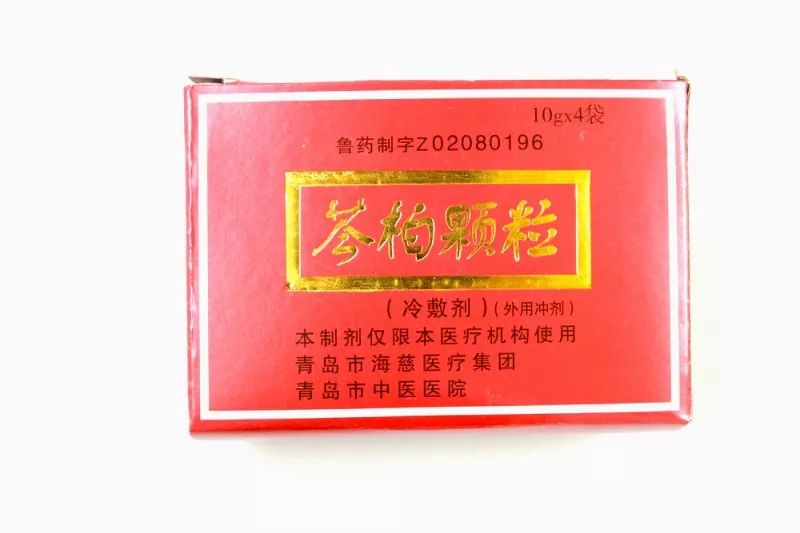 10gx4袋
鲁药制字Z02080196
芩柏颗粒
(冷敷剂)(外用冲剂)
本制剂仅限本医疗机构使用
青岛市海慈医疗集团
青岛市中医医院